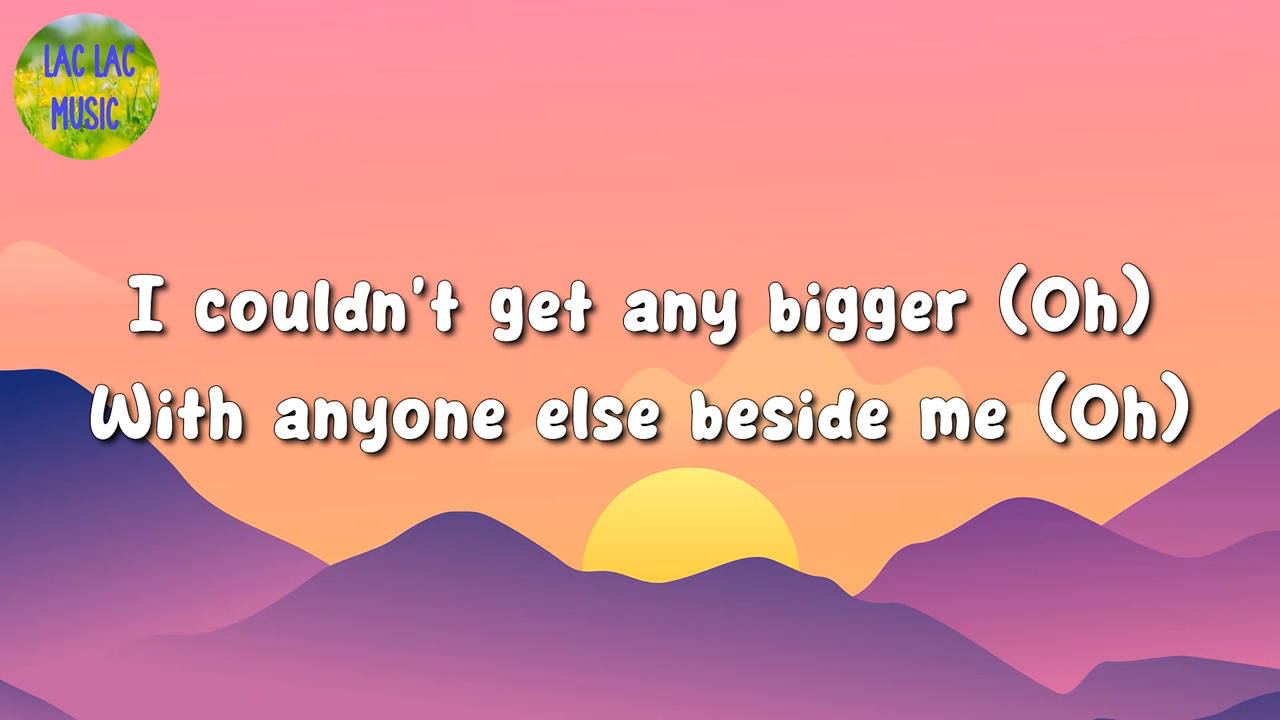 LAC LAC
MUSIC
I couldn't get any bigger (Oh)
With anyone else beside me (Oh)